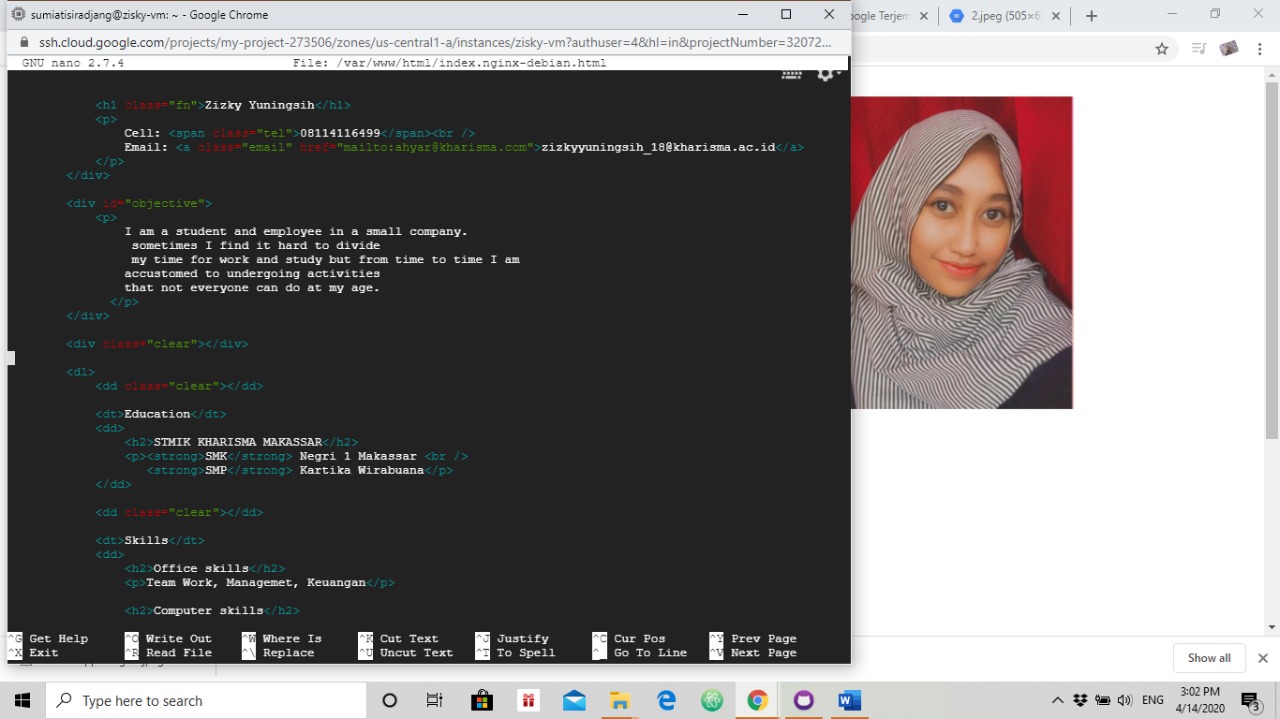 sumiatisiradjang@zisky-vm: ~ - Google Chrome
oogle Terjem
2.jpeg (505×63
ssh.cloud.google.com/projects/my-project-273506/zones/us-central1-a/instances/zisky-vm?authuser=4&hl=in&projectNumber=32072...
GNU nano 2.7.4 File: /var/www/html/index.nginx-debian.html
<h1 class="fn">Zizky Yuningsih</h1>
<p>
Cell: <span class="tel">08114116499</span><br />
Email: <a class="email" href="mailto:ahyar@kharisma.com">zizkyyuningsih_18@kharisma.ac.id</a>
</p>
</div>
<div id="objective">
<p>
I am a student and employee in a small company.
sometimes I find it hard to divide
my time for work and study but from time to time I am
accustomed to undergoing activities
that not everyone can do at my age.
</p>
</div>
<div class="clear"></div>
<dl>
<dd class="clear"></dd>
<dt>Education</dt>
<dd>
<h2>STMIK KHARISMA MAKASSAR</h2>
<p><strong>SMK</strong> Negri 1 Makassar <br />
<strong>SMP</strong> Kartika Wirabuana</p>
</dd>
<dd class="clear"></dd>
<dt>Skills</dt>
<dd>
<h2>Office skills</h2>
<p>Team Work, Managemet, Keuangan</p>
<h2>Computer skills</h2>
^G Get Help ^O Write Out ^W Where Is ^K Cut Text ^J Justify ^C Cur Pos ^Y Prev Page
^X Exit ^R Read File ^\ Replace ^U Uncut Text ^T To Spell ^_ Go To Line ^V Next Page
Show all
Type here to search
ENG
3:02 PM
4/14/2020
3